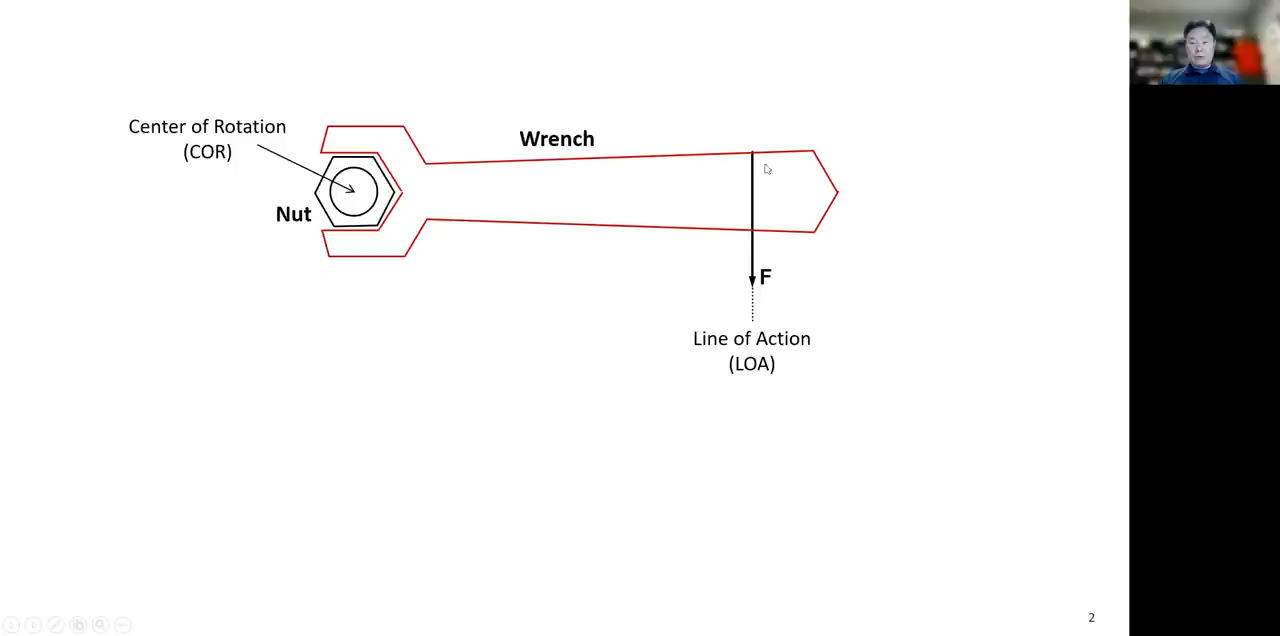 Center of Rotation
(COR)
Wrench
Nut
F
Line of Action
(LOA)
2